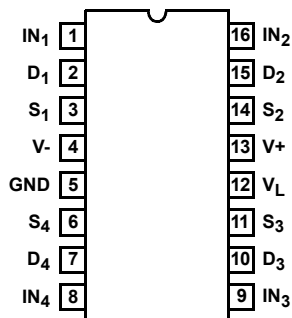 IN1 1 16 IN2
D1 2 15 D2
S1 3 14 S2
V- 4 13 V+
GND 5 12 VL
S4 6 11 S3
D4 7 10 D3
IN4 8 9 IN3